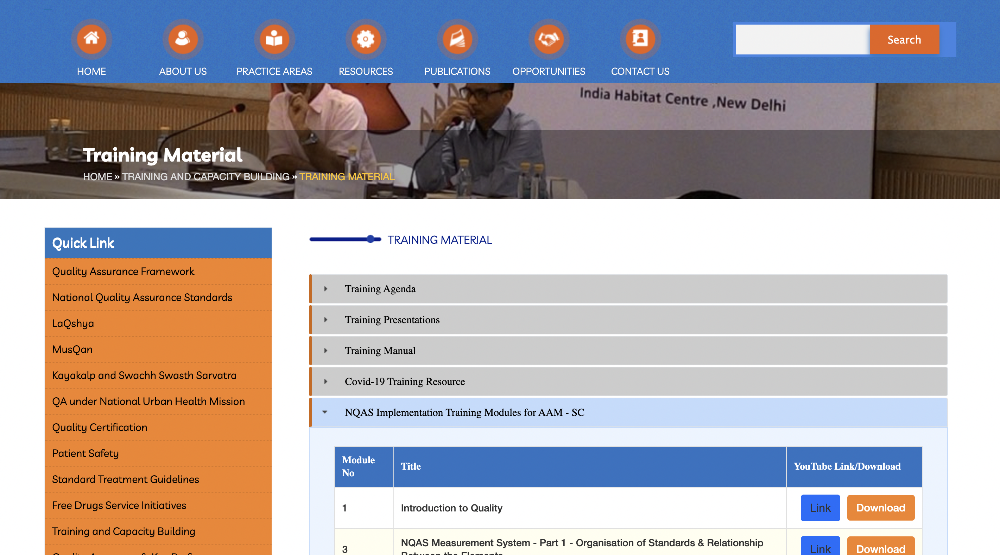 HOME
ABOUT US
PRACTICE AREAS
RESOURCES
PUBLICATIONS
OPPORTUNITIES
CONTACT US
Search
India Habitat Centre ,New Delhi
Training Material
HOME » TRAINING AND CAPACITY BUILDING » TRAINING MATERIAL
Quick Link
Quality Assurance Framework
National Quality Assurance Standards
LaQshya
MusQan
Kayakalp and Swachh Swasth Sarvatra
QA under National Urban Health Mission
Quality Certification
Patient Safety
Standard Treatment Guidelines
Free Drugs Service Initiatives
Training and Capacity Building
TRAINING MATERIAL
Training Agenda
Training Presentations
Training Manual
Covid-19 Training Resource
NQAS Implementation Training Modules for AAM - SC
Module
No
Title
YouTube Link/Download
1
Introduction to Quality
Link
Download
3
NQAS Measurement System - Part 1 - Organisation of Standards & Relationship
Between the Elements
Link
Download